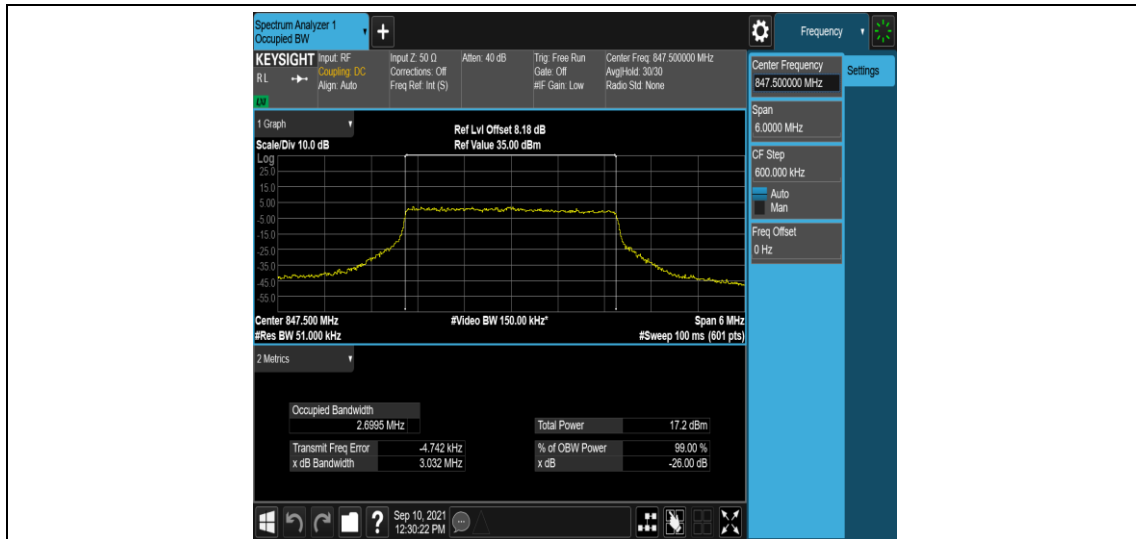 Spectrum Analyzer 1
Occupied BW
+
Frequency
KEYSIGHT
RL
LXI
Input: RF
Coupling: DC
Align: Auto
Input Z: 50 Ω
Corrections: Off
Freq Ref: Int (S)
Atten: 40 dB
Trig: Free Run
Gate: Off
#IF Gain: Low
Center Freq: 847.500000 MHz
Avg|Hold: 30/30
Radio Std: None
Center Frequency
847.500000 MHz
Settings
Span
6.0000 MHz
CF Step
600.000 kHz
Auto
Man
Freq Offset
0 Hz
1 Graph
Ref Lvl Offset 8.18 dB
Scale/Div 10.0 dB
Ref Value 35.00 dBm
Log
25.0
15.0
5.00
-5.00
-15.0
-25.0
-35.0
-45.0
-55.0
Center 847.500 MHz
#Video BW 150.00 kHz*
Span 6 MHz
#Res BW 51.000 kHz
#Sweep 100 ms (601 pts)
2 Metrics
Occupied Bandwidth
2.6995 MHz
Total Power 17.2 dBm
Transmit Freq Error -4.742 kHz
% of OBW Power 99.00 %
x dB Bandwidth 3.032 MHz
x dB -26.00 dB
?
Sep 10, 2021
12:30:22 PM